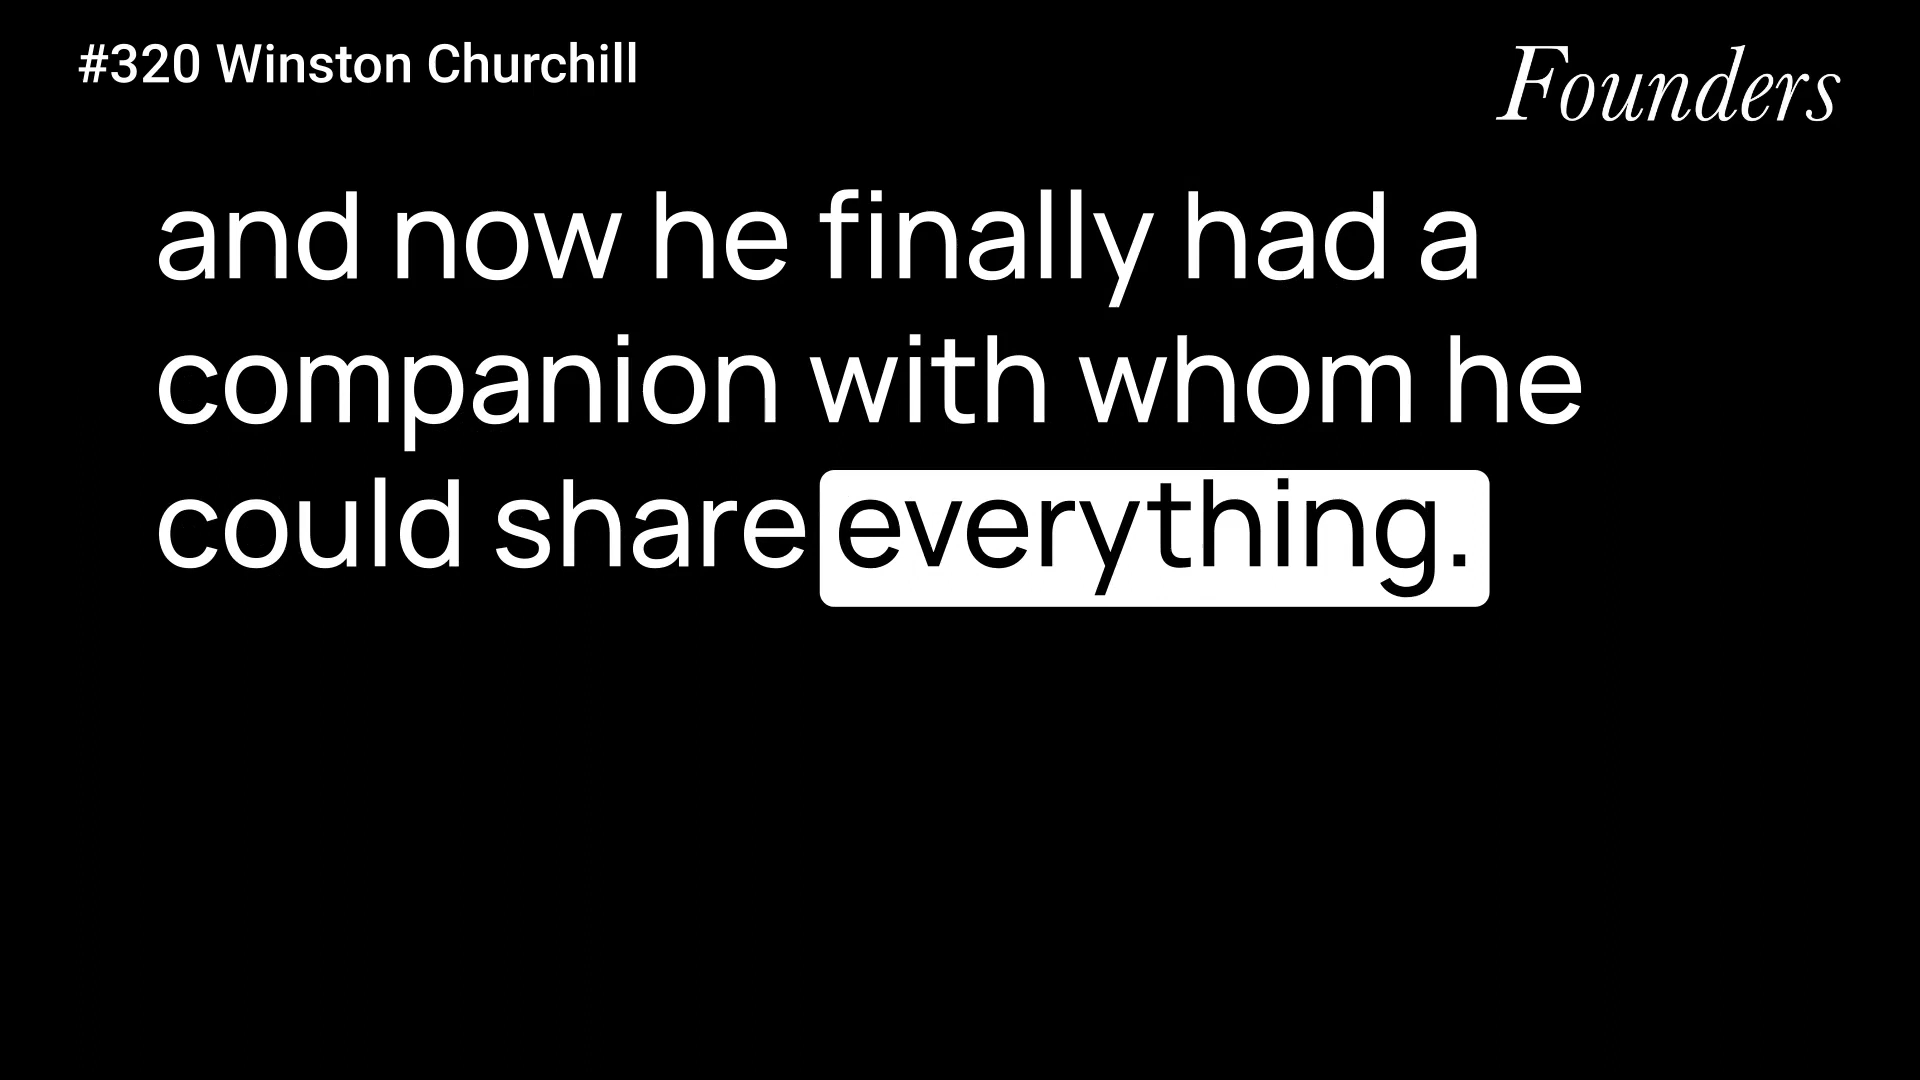 #320 Winston Churchill
Founders
and now he finally had a
companion with whom he
could share everything.